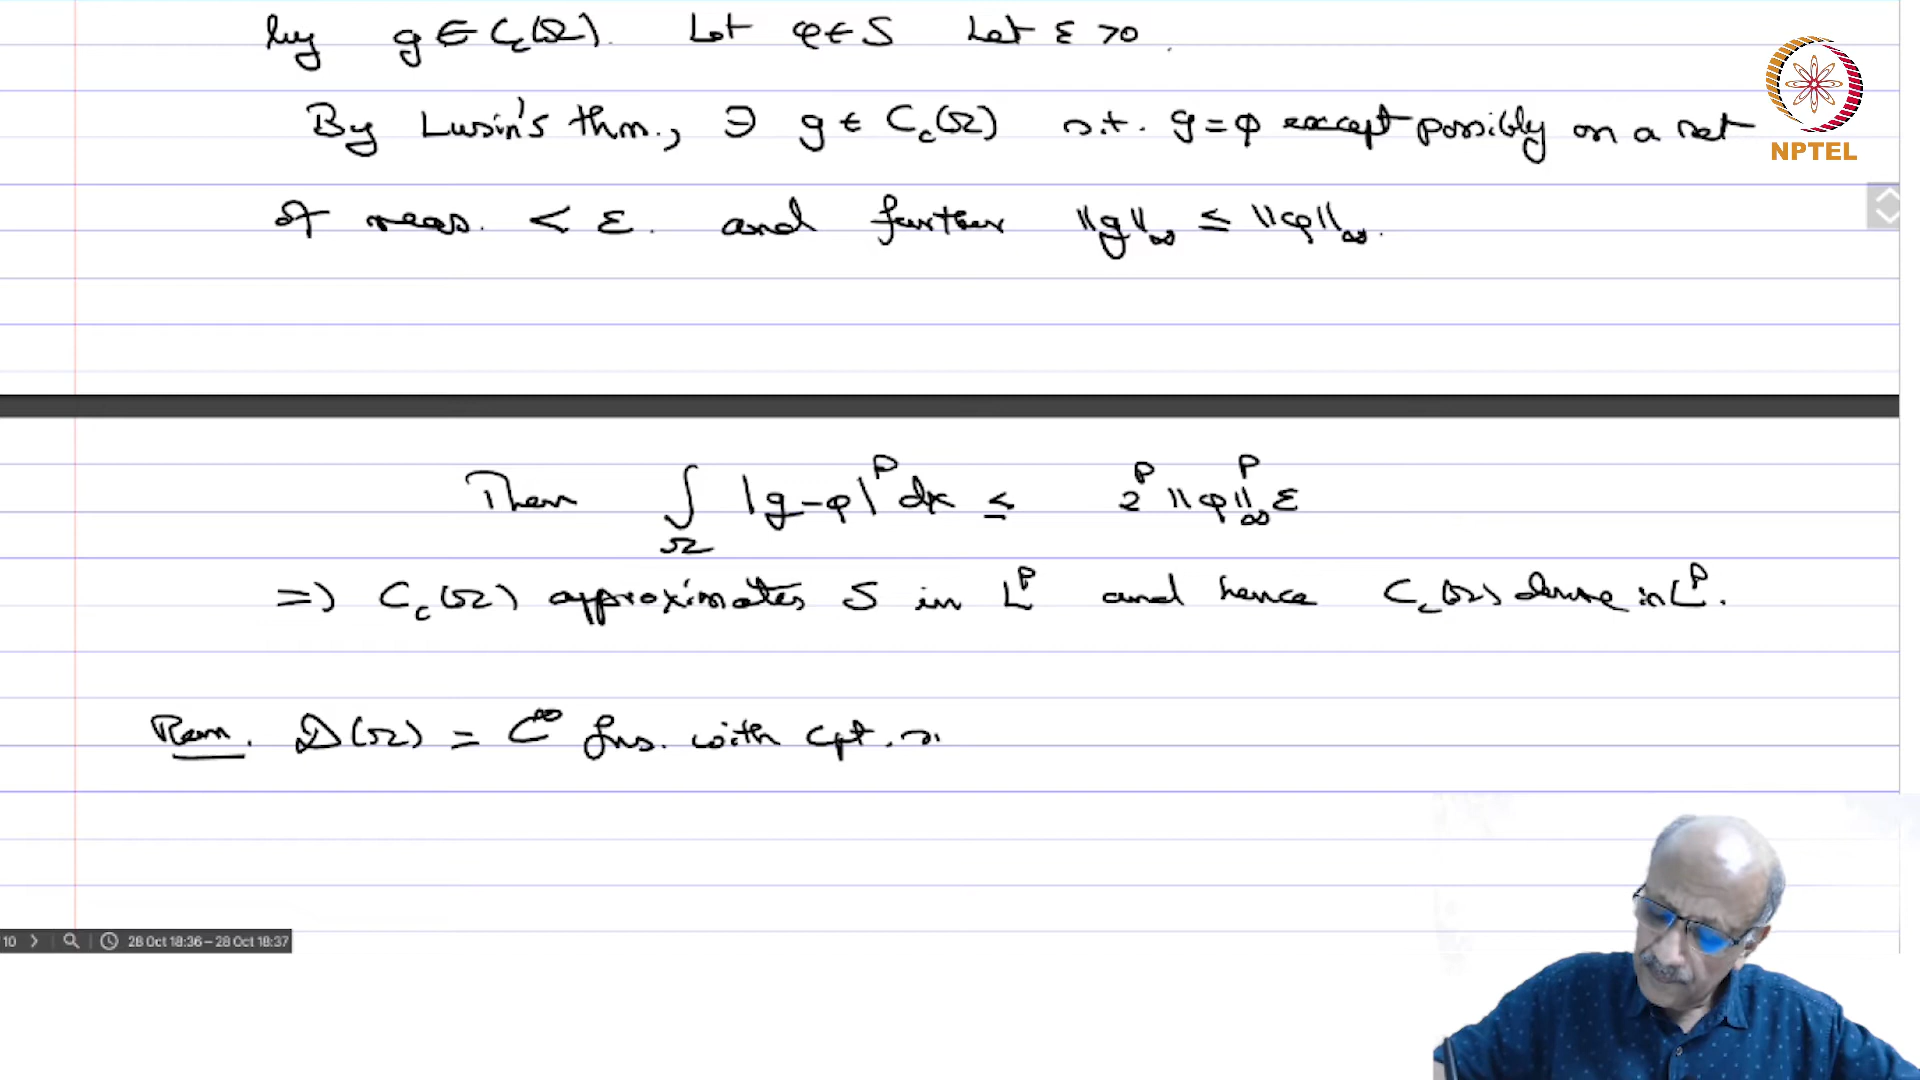 by g ∈ C_c(Ω). Let φ ∈ S Let ε > 0.
By Lusin's thm., ∃ g ∈ C_c(Ω) s.t. g = φ except possibly on a set
of meas. < ε. and further ||g||_∞ ≤ ||φ||_∞.
NPTEL
Then ∫_Ω |g-φ|^p dx ≤ 2^p ||φ||_∞^p ε
=> C_c(Ω) approximates S in L^p and hence C_c(Ω) dense in L^p.
Rem. D(Ω) = C^∞ fns. with cpt.
10 28 Oct 18:36 – 28 Oct 18:37